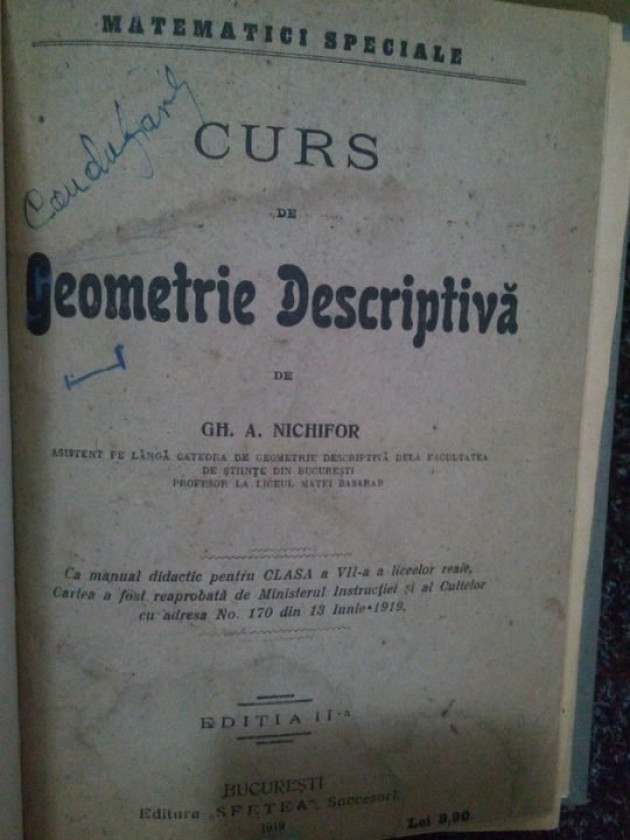 MATEMATICI SPECIALE
CURS
DE
Geometrie Descriptivă
DE
GH. A. NICHIFOR
ASISTENT PE LÂNGĂ CATEDRA DE GEOMETRIE DESCRIPTIVĂ DELA FACULTATEA
DE ȘTIINȚE DIN BUCUREȘTI
PROFESOR LA LICEUL MATEI BASARAB
Ca manual didactic pentru CLASA a VII-a a liceelor reale.
Cartea a fost reaprobată de Ministerul Instrucției și al Cultelor
cu adresa No. 170 din 13 Iunie 1919.
EDIȚIA II-a
BUCUREȘTI
Editura „SFETEA”, Succesorii
1919
Lei 9,90